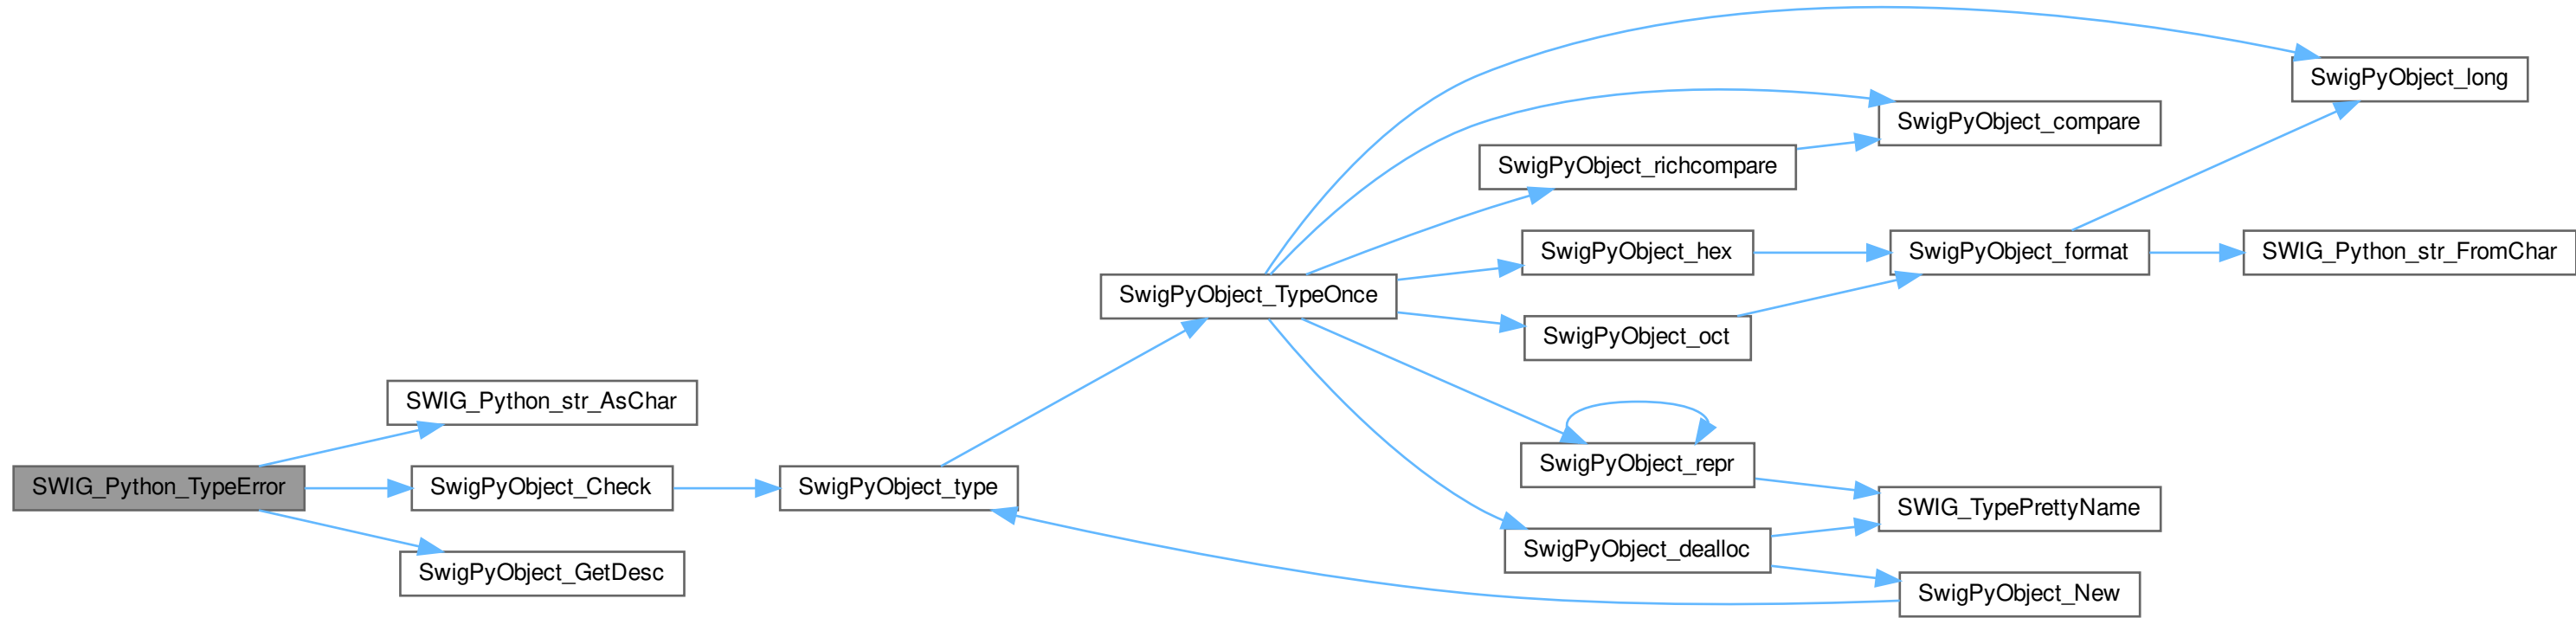 SWIG_Python_TypeError
SWIG_Python_str_AsChar
SwigPyObject_Check
SwigPyObject_GetDesc
SwigPyObject_type
SwigPyObject_TypeOnce
SwigPyObject_richcompare
SwigPyObject_hex
SwigPyObject_oct
SwigPyObject_repr
SwigPyObject_dealloc
SwigPyObject_compare
SwigPyObject_format
SWIG_TypePrettyName
SwigPyObject_New
SwigPyObject_long
SWIG_Python_str_FromChar